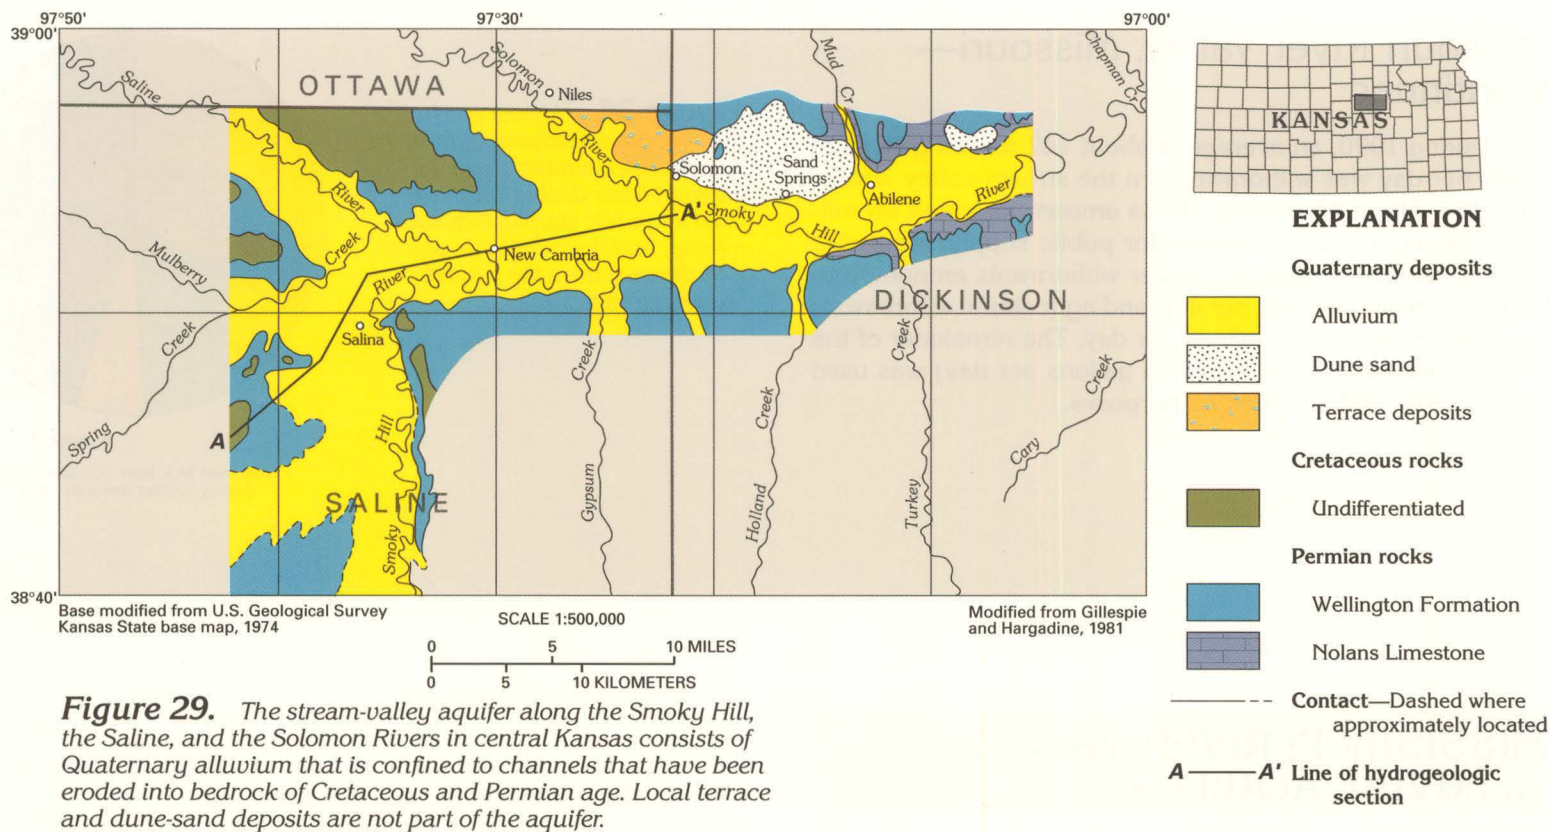 97°50'
97°30'
97°00'
39°00'
38°40'
OTTAWA
Saline
River
Solomon
River
Niles
Mud
Cr
Chapman Cr
Solomon
Sand
Springs
Abilene
River
A'
Smoky
Hill
Mulberry
Creek
River
New Cambria
DICKINSON
Spring
Creek
Salina
A
Hill
SALINE
Smoky
Gypsum
Creek
Holland
Creek
Turkey
Creek
Cary
Creek
Base modified from U.S. Geological Survey
Kansas State base map, 1974
SCALE 1:500,000
Modified from Gillespie
and Hargadine, 1981
0 5 10 MILES
0 5 10 KILOMETERS
Figure 29. The stream-valley aquifer along the Smoky Hill,
the Saline, and the Solomon Rivers in central Kansas consists of
Quaternary alluvium that is confined to channels that have been
eroded into bedrock of Cretaceous and Permian age. Local terrace
and dune-sand deposits are not part of the aquifer.
KANSAS
EXPLANATION
Quaternary deposits
Alluvium
Dune sand
Terrace deposits
Cretaceous rocks
Undifferentiated
Permian rocks
Wellington Formation
Nolans Limestone
Contact—Dashed where
approximately located
A A' Line of hydrogeologic
section